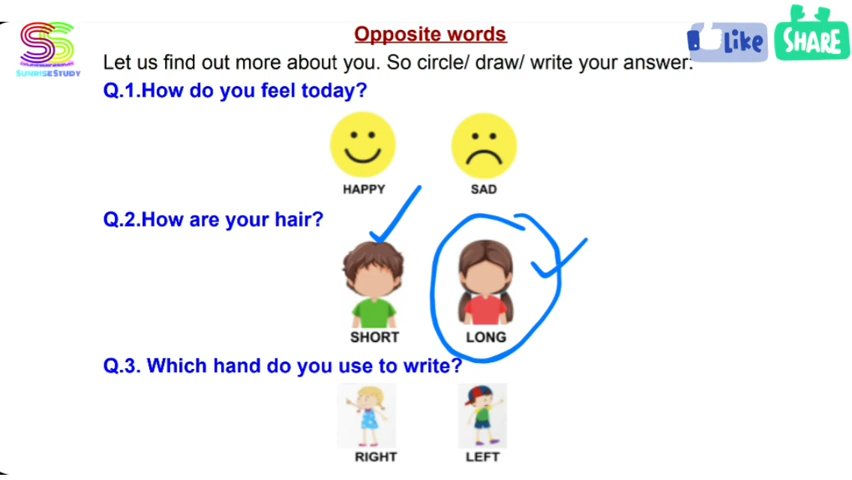 Opposite words
Like
SHARE
SS
SUNRISE STUDY
Let us find out more about you. So circle/ draw/ write your answer:
Q.1.How do you feel today?
HAPPY SAD
Q.2.How are your hair?
SHORT LONG
Q.3. Which hand do you use to write?
RIGHT LEFT